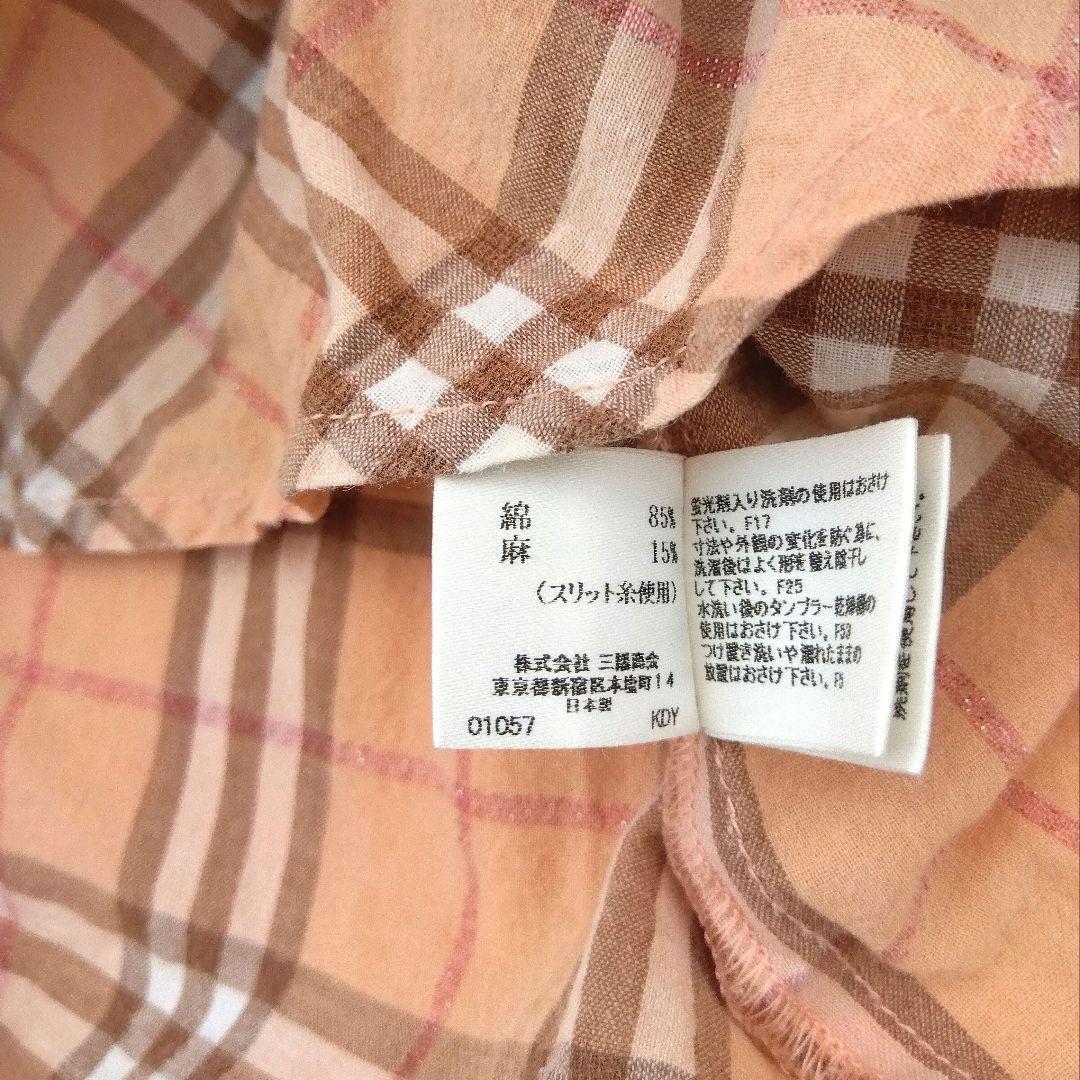 綿 85%
麻 15%
(スリット糸使用)
株式会社 三陽商会
東京都新宿区本塩町14
日本製
01057 KDY
蛍光剤入り洗剤の使用はおさけ
下さい。F17
寸法や外観の変化を防ぐ為に、
洗濯後はよく形を整え陰干し
して下さい。F25
水洗い後のタンブラー乾燥機の
使用はおさけ下さい。F53
つけ置き洗いや濡れたままの
放置はおさけ下さい。F5